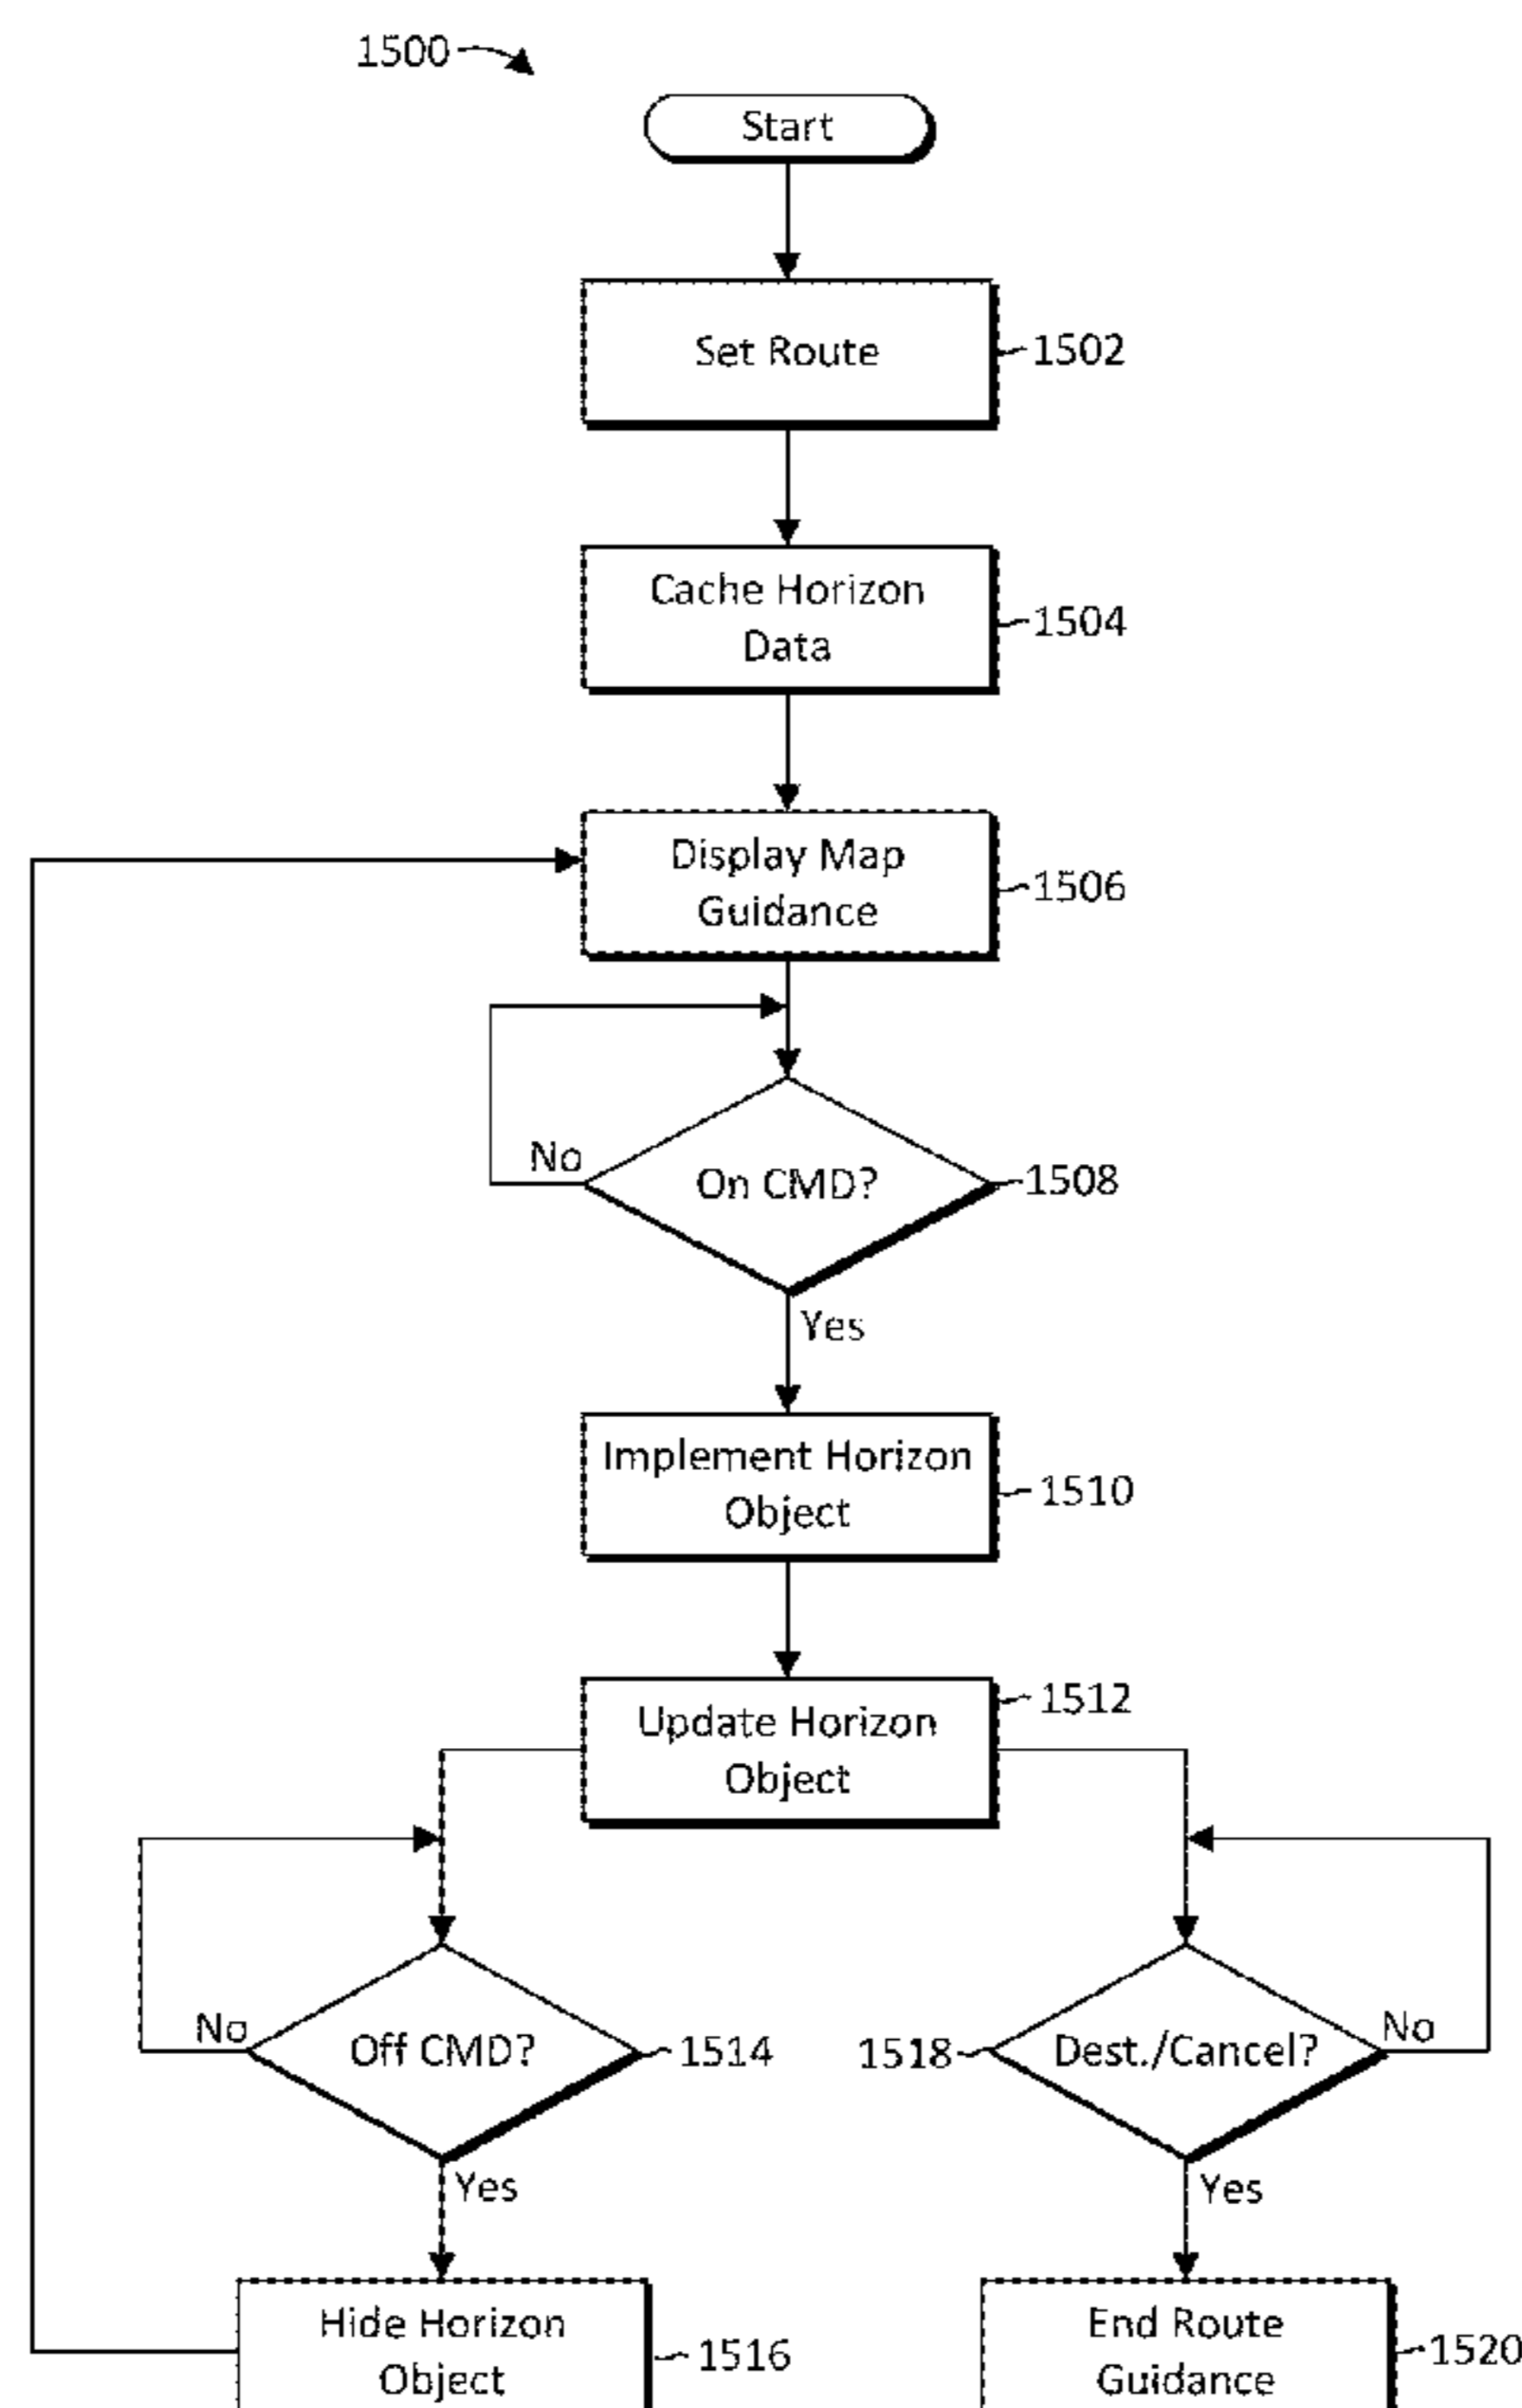 1500
Start
Set Route
1502
Cache Horizon
Data
1504
Display Map
Guidance
1506
No
On CMD?
1508
Yes
Implement Horizon
Object
1510
Update Horizon
Object
1512
No
Off CMD?
1514
1518
Dest./Cancel?
No
Yes
Yes
Hide Horizon
Object
1516
End Route
Guidance
1520